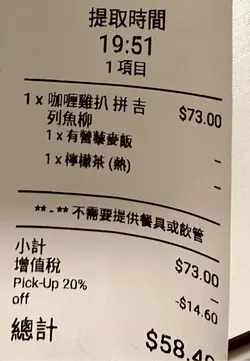 提取時間
19:51
1 項目
1 x 咖喱雞扒 拼 吉 $73.00
列魚柳
1 x 有營藜麥飯 –
1 x 檸檬茶 (熱) –
** - ** 不需要提供餐具或飲管
小計 $73.00
增值稅 –
Pick-Up 20% -$14.60
off
總計 $58.4